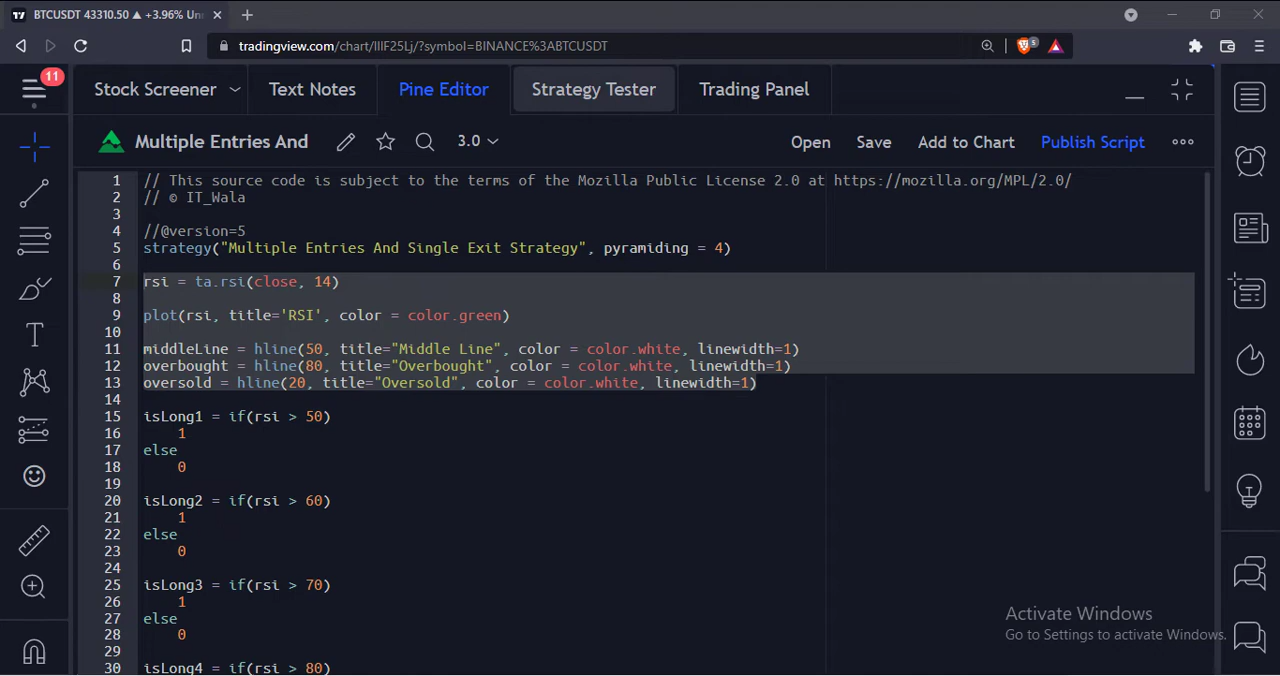 BTCUSDT 43310.50 ▲ +3.96% Un
tradingview.com/chart/IIIF25Lj/?symbol=BINANCE%3ABTCUSDT
5
11
Stock Screener
Text Notes
Pine Editor
Strategy Tester
Trading Panel
Multiple Entries And
3.0
Open
Save
Add to Chart
Publish Script
1 // This source code is subject to the terms of the Mozilla Public License 2.0 at https://mozilla.org/MPL/2.0/
2 // © IT_Wala
3
4 //@version=5
5 strategy("Multiple Entries And Single Exit Strategy", pyramiding = 4)
6
7 rsi = ta.rsi(close, 14)
8
9 plot(rsi, title='RSI', color = color.green)
10
11 middleLine = hline(50, title="Middle Line", color = color.white, linewidth=1)
12 overbought = hline(80, title="Overbought", color = color.white, linewidth=1)
13 oversold = hline(20, title="Oversold", color = color.white, linewidth=1)
14
15 isLong1 = if(rsi > 50)
16 1
17 else
18 0
19
20 isLong2 = if(rsi > 60)
21 1
22 else
23 0
24
25 isLong3 = if(rsi > 70)
26 1
27 else
28 0
29
30 isLong4 = if(rsi > 80)
Activate Windows
Go to Settings to activate Windows.